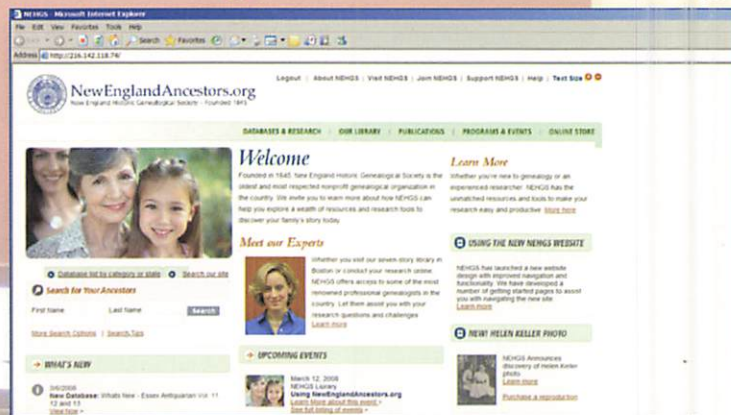 NEHGS - Microsoft Internet Explorer
File Edit View Favorites Tools Help
Search Favorites
Address http://216.142.118.74/
Logout | About NEHGS | Visit NEHGS | Join NEHGS | Support NEHGS | Help | Text Size
NewEnglandAncestors.org
New England Historic Genealogical Society - Founded 1845
DATABASES & RESEARCH | OUR LIBRARY | PUBLICATIONS | PROGRAMS & EVENTS | ONLINE STORE
Welcome
Founded in 1845, New England Historic Genealogical Society is the
oldest and most respected nonprofit genealogical organization in
the country. We invite you to learn more about how NEHGS can
help you explore a wealth of resources and research tools to
discover your family's story today.
Learn More
Whether you're new to genealogy or an
experienced researcher, NEHGS has the
unmatched resources and tools to make your
research easy and productive. More here
Meet our Experts
Whether you visit our seven-story library in
Boston or conduct your research online,
NEHGS offers access to some of the most
renowned professional genealogists in the
country. Let them assist you with your
research questions and challenges.
Learn more
USING THE NEW NEHGS WEBSITE
NEHGS has launched a new website
design with improved navigation and
functionality. We have developed a
number of getting started pages to assist
you with navigating the new site.
Learn more
Database list by category or state Search our site
Search for Your Ancestors
First Name Last Name Search
More Search Options | Search Tips
NEW! HELEN KELLER PHOTO
NEHGS Announces
discovery of Helen Keller
photo
Learn more
Purchase a reproduction
WHAT'S NEW
3/6/2008
New Database: Whats New - Essex Antiquarian Vol. 11
12 and 13
View Now >
UPCOMING EVENTS
March 12, 2008
NEHGS Library
Using NewEnglandAncestors.org
Learn More about this event >
See full listing of events >